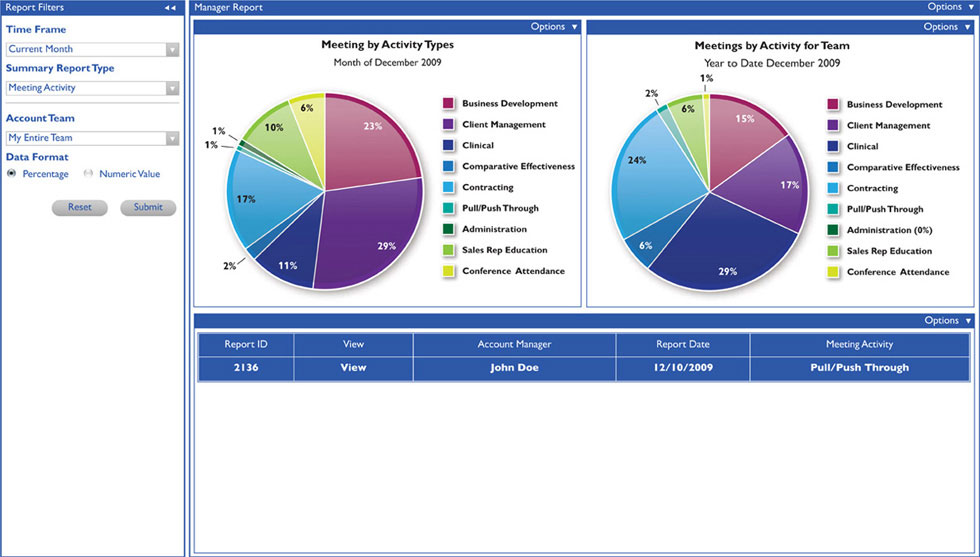 Report Filters
Time Frame
Current Month
Summary Report Type
Meeting Activity
Account Team
My Entire Team
Data Format
Percentage Numeric Value
Reset Submit
Manager Report Options
Options
Meeting by Activity Types
Month of December 2009
23%
29%
11%
2%
17%
1%
1%
10%
6%
Business Development
Client Management
Clinical
Comparative Effectiveness
Contracting
Pull/Push Through
Administration
Sales Rep Education
Conference Attendance
Options
Meetings by Activity for Team
Year to Date December 2009
15%
17%
29%
6%
24%
2%
6%
1%
Business Development
Client Management
Clinical
Comparative Effectiveness
Contracting
Pull/Push Through
Administration (0%)
Sales Rep Education
Conference Attendance
Options
Report ID View Account Manager Report Date Meeting Activity
2136 View John Doe 12/10/2009 Pull/Push Through